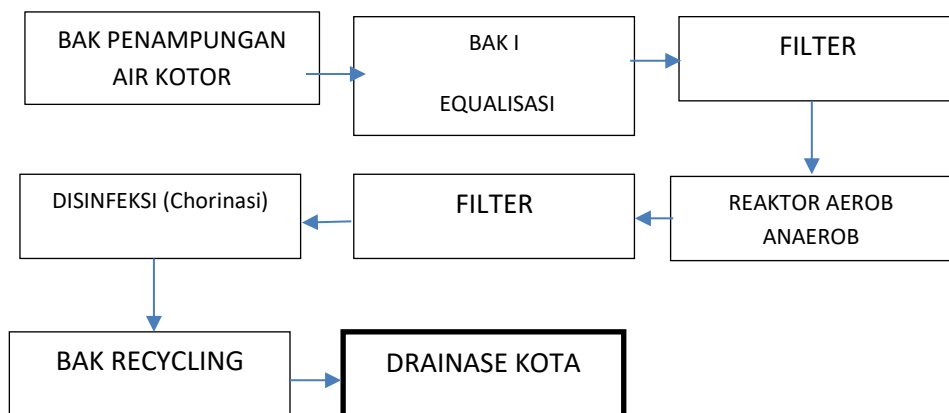 BAK PENAMPUNGAN
AIR KOTOR
BAK I
EQUALISASI
FILTER
REAKTOR AEROB
ANAEROB
FILTER
DISINFEKSI (Chorinasi)
BAK RECYCLING
DRAINASE KOTA